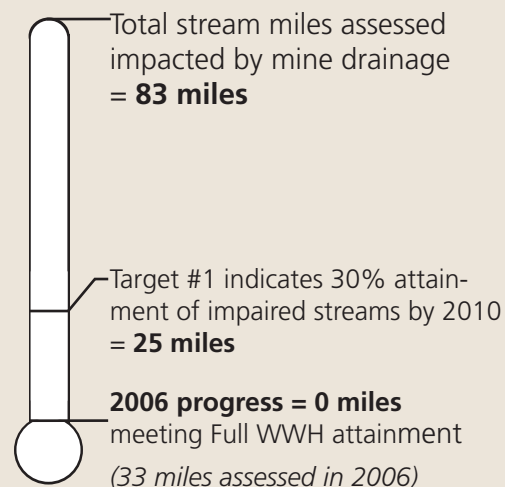 Total stream miles assessed
impacted by mine drainage
= 83 miles
Target #1 indicates 30% attain-
ment of impaired streams by 2010
= 25 miles
2006 progress = 0 miles
meeting Full WWH attainment
(33 miles assessed in 2006)